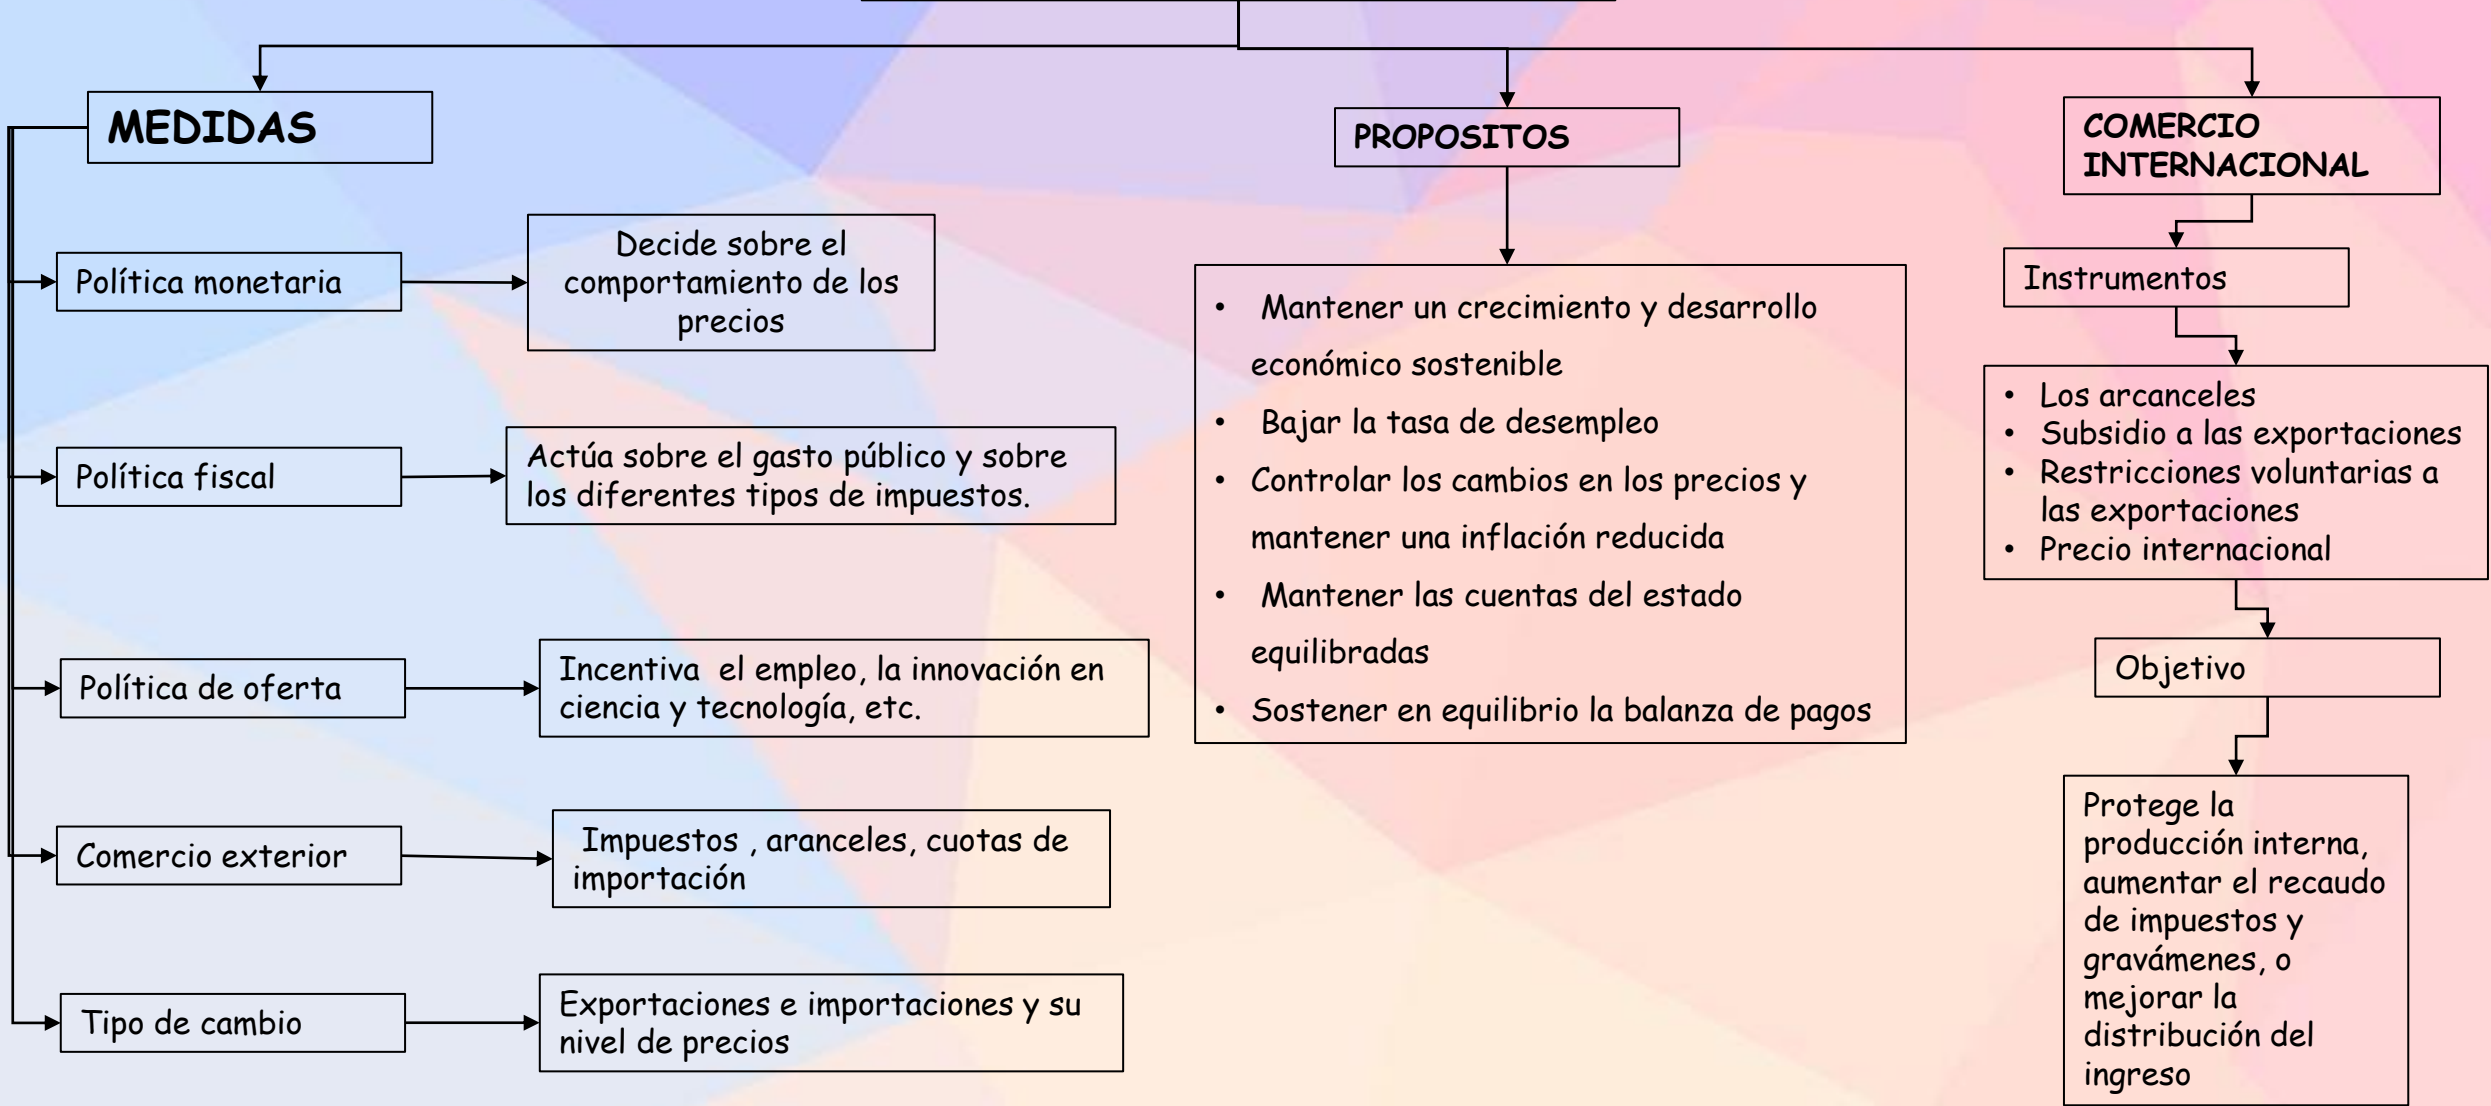 MEDIDAS
Política monetaria
Decide sobre el
comportamiento de los
precios
Política fiscal
Actúa sobre el gasto público y sobre
los diferentes tipos de impuestos.
Política de oferta
Incentiva el empleo, la innovación en
ciencia y tecnología, etc.
Comercio exterior
Impuestos , aranceles, cuotas de
importación
Tipo de cambio
Exportaciones e importaciones y su
nivel de precios
PROPOSITOS
• Mantener un crecimiento y desarrollo
económico sostenible
• Bajar la tasa de desempleo
• Controlar los cambios en los precios y
mantener una inflación reducida
• Mantener las cuentas del estado
equilibradas
• Sostener en equilibrio la balanza de pagos
COMERCIO
INTERNACIONAL
Instrumentos
• Los arcanceles
• Subsidio a las exportaciones
• Restricciones voluntarias a
las exportaciones
• Precio internacional
Objetivo
Protege la
producción interna,
aumentar el recaudo
de impuestos y
gravámenes, o
mejorar la
distribución del
ingreso